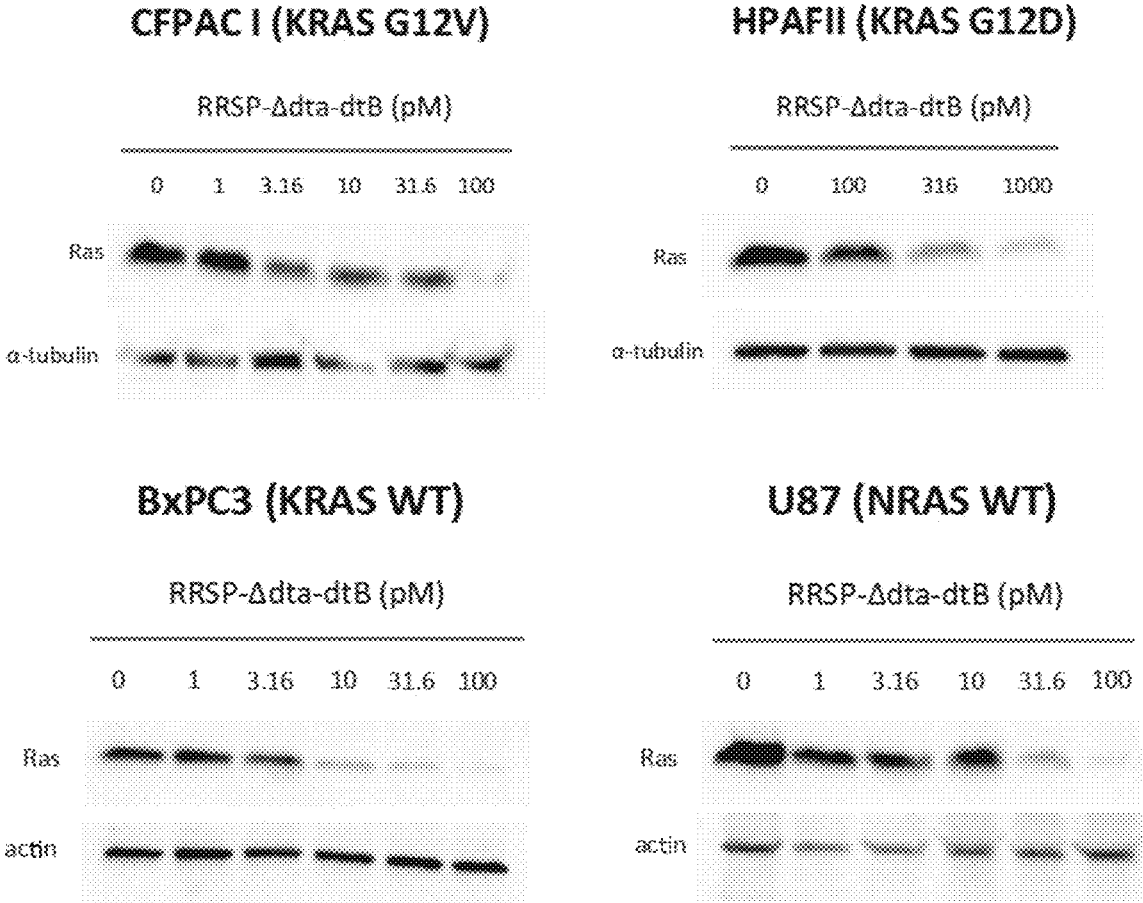 CFPAC I (KRAS G12V)
RRSP-Δdta-dtB (pM)
0 1 3.16 10 31.6 100
Ras
α-tubulin
HPAFII (KRAS G12D)
RRSP-Δdta-dtB (pM)
0 100 316 1000
Ras
α-tubulin
BxPC3 (KRAS WT)
RRSP-Δdta-dtB (pM)
0 1 3.16 10 31.6 100
Ras
actin
U87 (NRAS WT)
RRSP-Δdta-dtB (pM)
0 1 3.16 10 31.6 100
Ras
actin